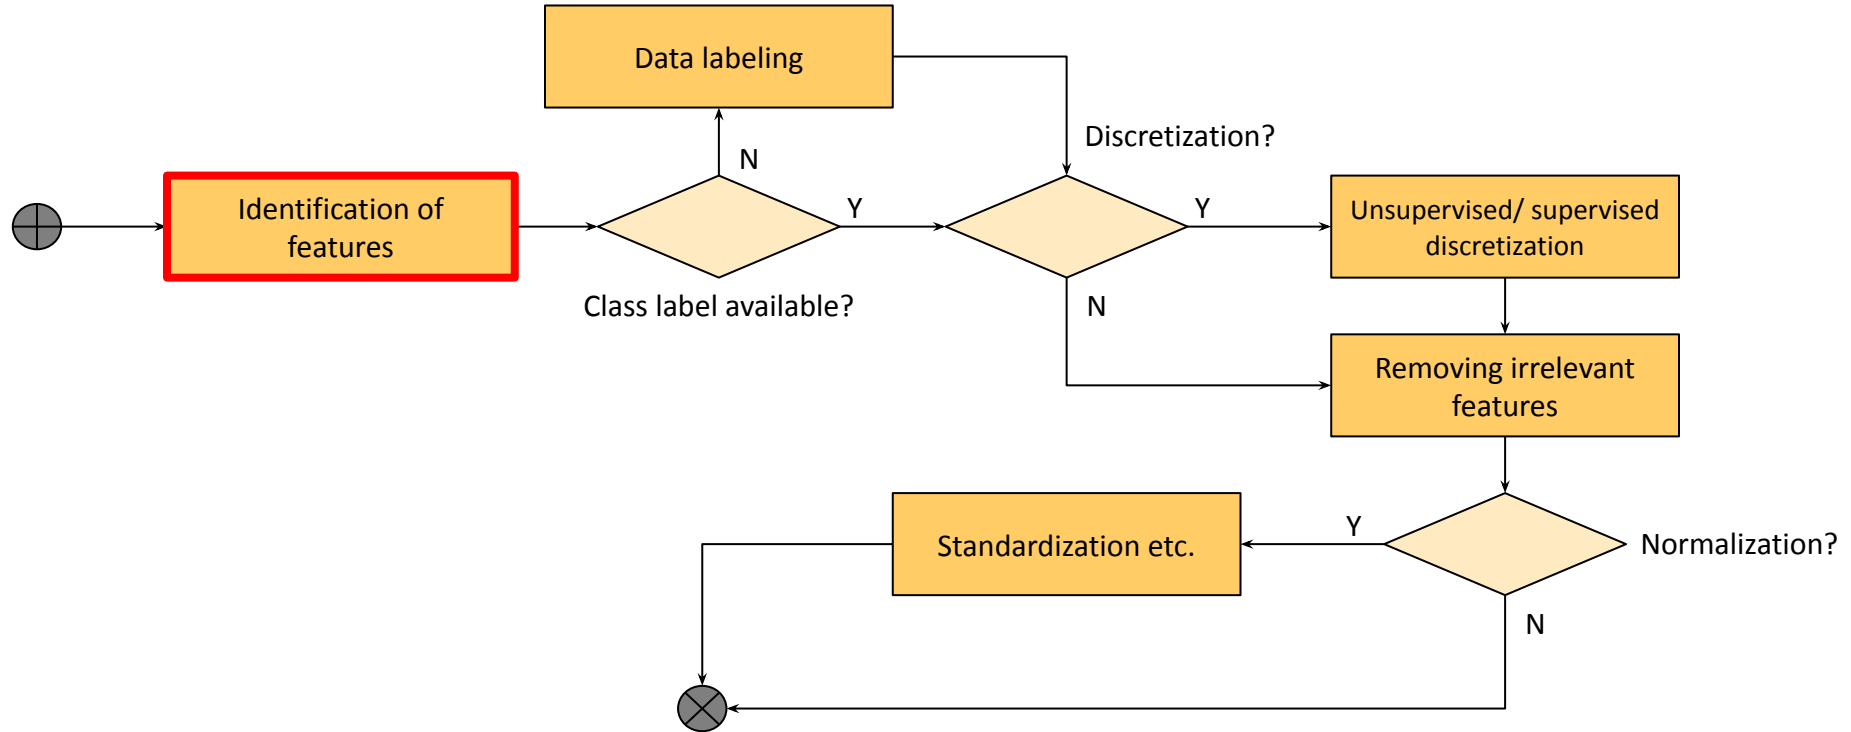 Data labeling
Discretization?
N
Identification of
features
Y
Y
Unsupervised/ supervised
discretization
Class label available?
N
Removing irrelevant
features
Standardization etc.
Y
Normalization?
N